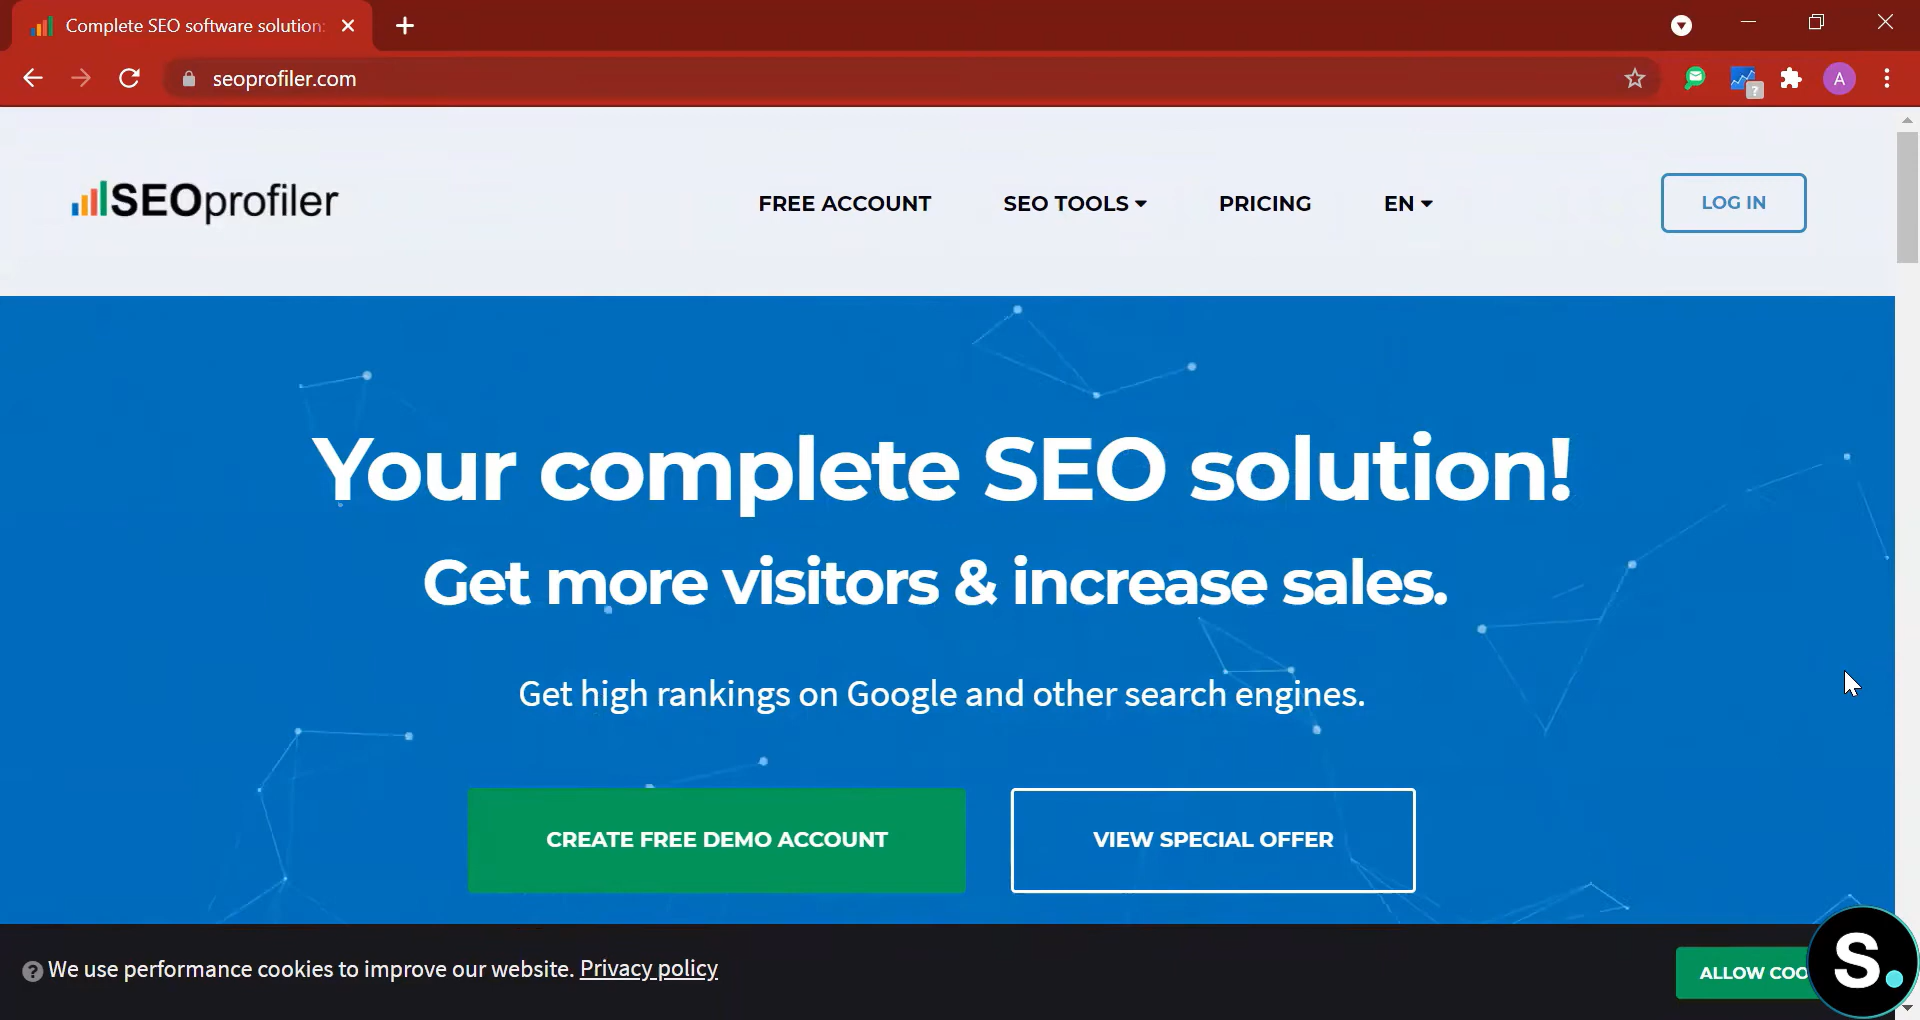 Complete SEO software solution:
seoprofiler.com
A
?
SEOprofiler
FREE ACCOUNT
SEO TOOLS
PRICING
EN
LOG IN
Your complete SEO solution!
Get more visitors & increase sales.
Get high rankings on Google and other search engines.
CREATE FREE DEMO ACCOUNT
VIEW SPECIAL OFFER
? We use performance cookies to improve our website. Privacy policy
ALLOW COO
S.